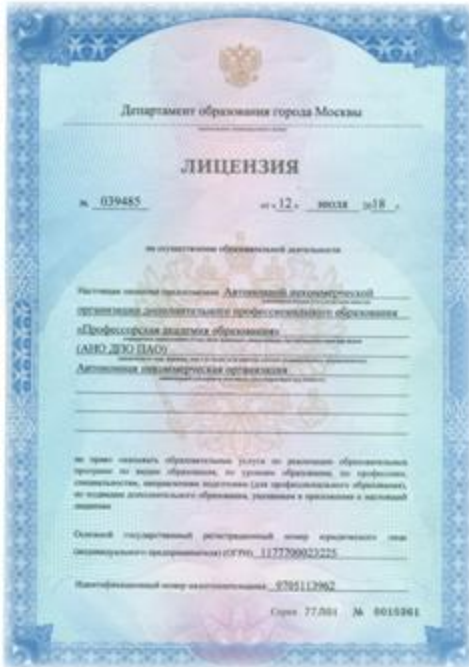 Департамент образования города Москвы
ЛИЦЕНЗИЯ
№ 039485 от «12» июля 2018 г.
на осуществление образовательной деятельности
Настоящая лицензия предоставлена Автономной некоммерческой
организации дополнительного профессионального образования
«Профессорская академия образования»
(АНО ДПО ПАО)
Автономная некоммерческая организация
на право оказывать образовательные услуги по реализации образовательных
программ по видам образования, по уровням образования, по профессиям,
специальностям, направлениям подготовки (для профессионального образования),
по подвидам дополнительного образования, указанным в приложении к настоящей
лицензии
Основной государственный регистрационный номер юридического лица
(индивидуального предпринимателя) (ОГРН) 1177700023225
Идентификационный номер налогоплательщика 9705113962
Серия 77Л01 №